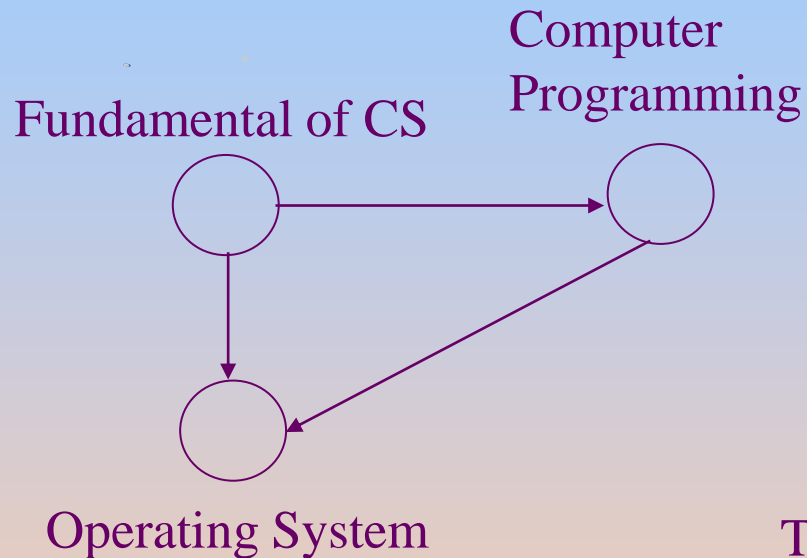 Computer
Programming
Fundamental of CS
Operating System
T